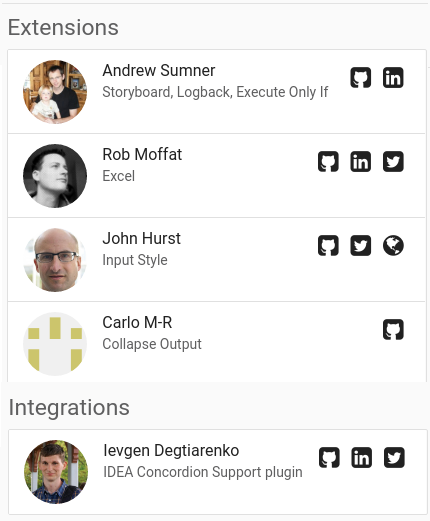 Extensions
Andrew Sumner
Storyboard, Logback, Execute Only If
Rob Moffat
Excel
John Hurst
Input Style
Carlo M-R
Collapse Output
Integrations
Ievgen Degtiarenko
IDEA Concordion Support plugin